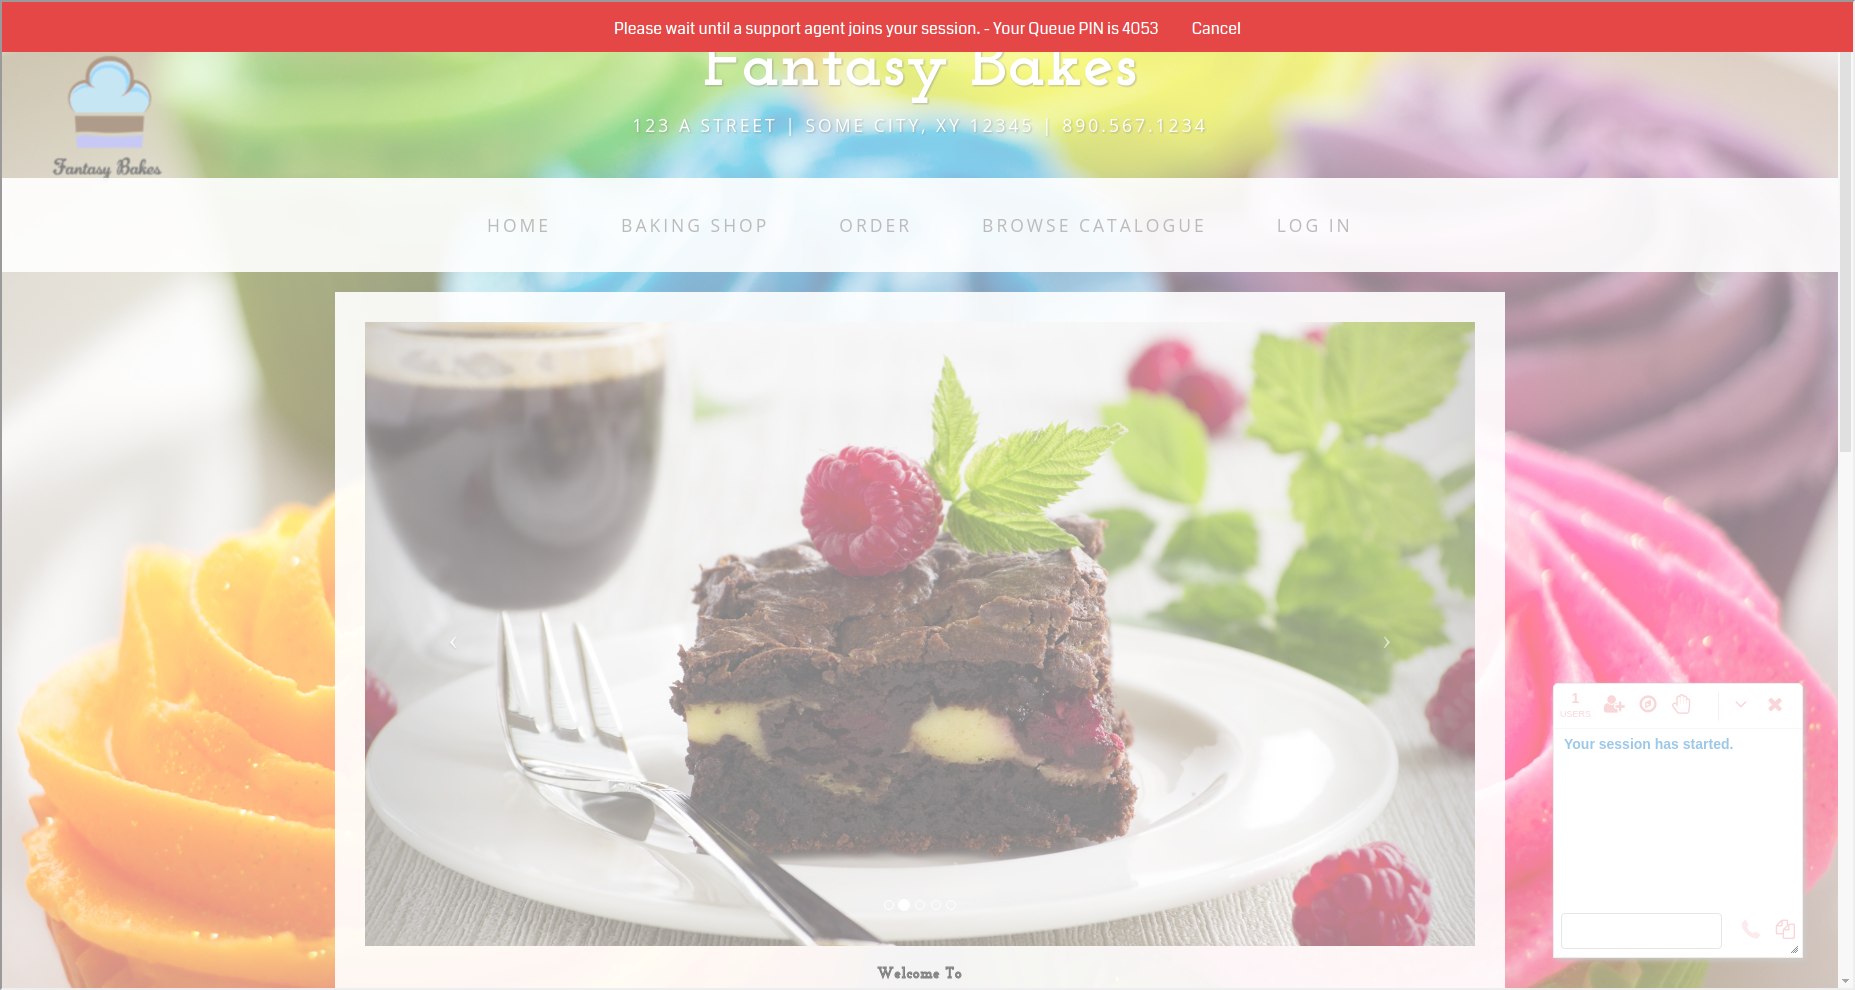 Please wait until a support agent joins your session. - Your Queue PIN is 4053 Cancel
Fantasy Bakes
123 A STREET | SOME CITY, XY 12345 | 890.567.1234
Fantasy Bakes
HOME BAKING SHOP ORDER BROWSE CATALOGUE LOG IN
1
USERS
Your session has started.
Welcome To